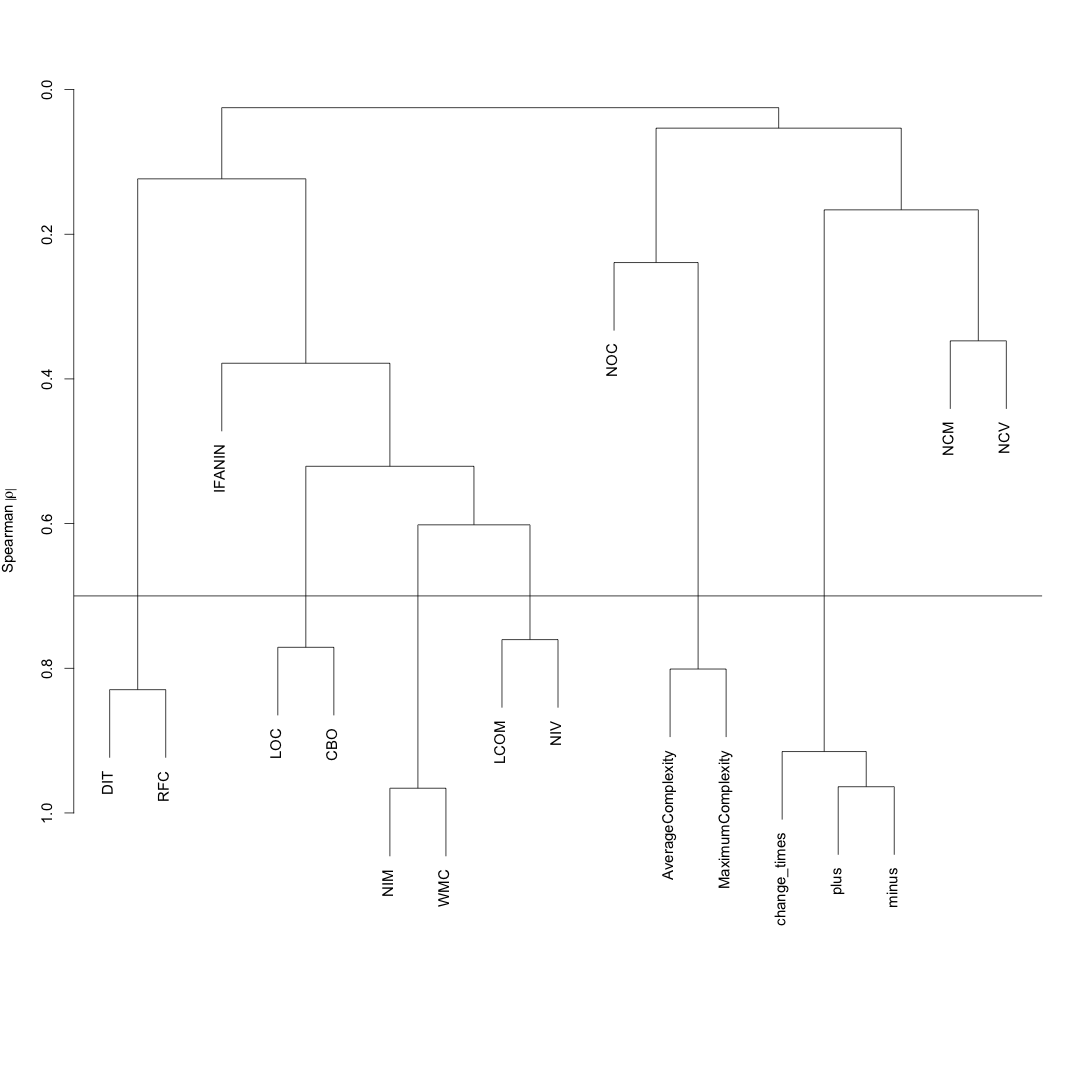 Spearman |ρ|
0.0
0.2
0.4
0.6
0.8
1.0
DIT
RFC
IFANIN
LOC
CBO
NIM
WMC
LCOM
NIV
NOC
AverageComplexity
MaximumComplexity
change_times
plus
minus
NCM
NCV